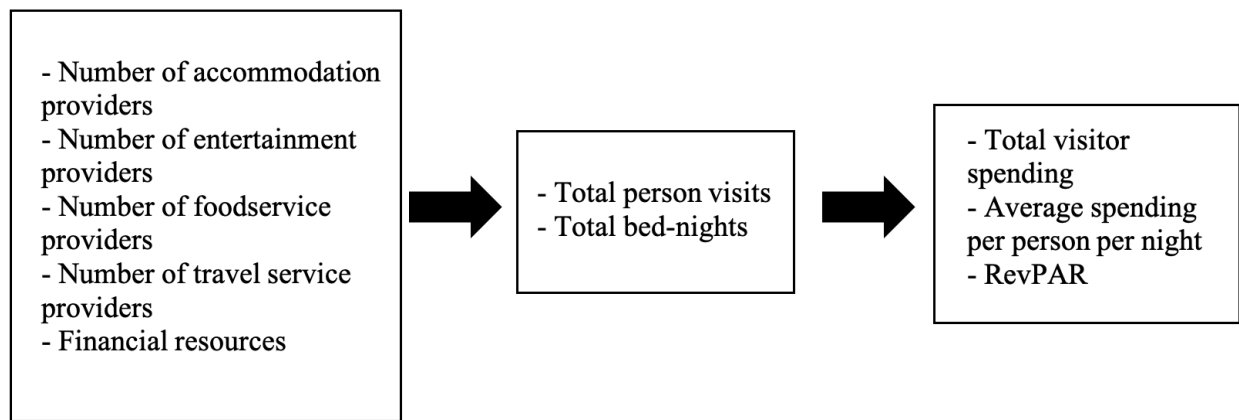 - Number of accommodation
providers
- Number of entertainment
providers
- Number of foodservice
providers
- Number of travel service
providers
- Financial resources
- Total person visits
- Total bed-nights
- Total visitor
spending
- Average spending
per person per night
- RevPAR